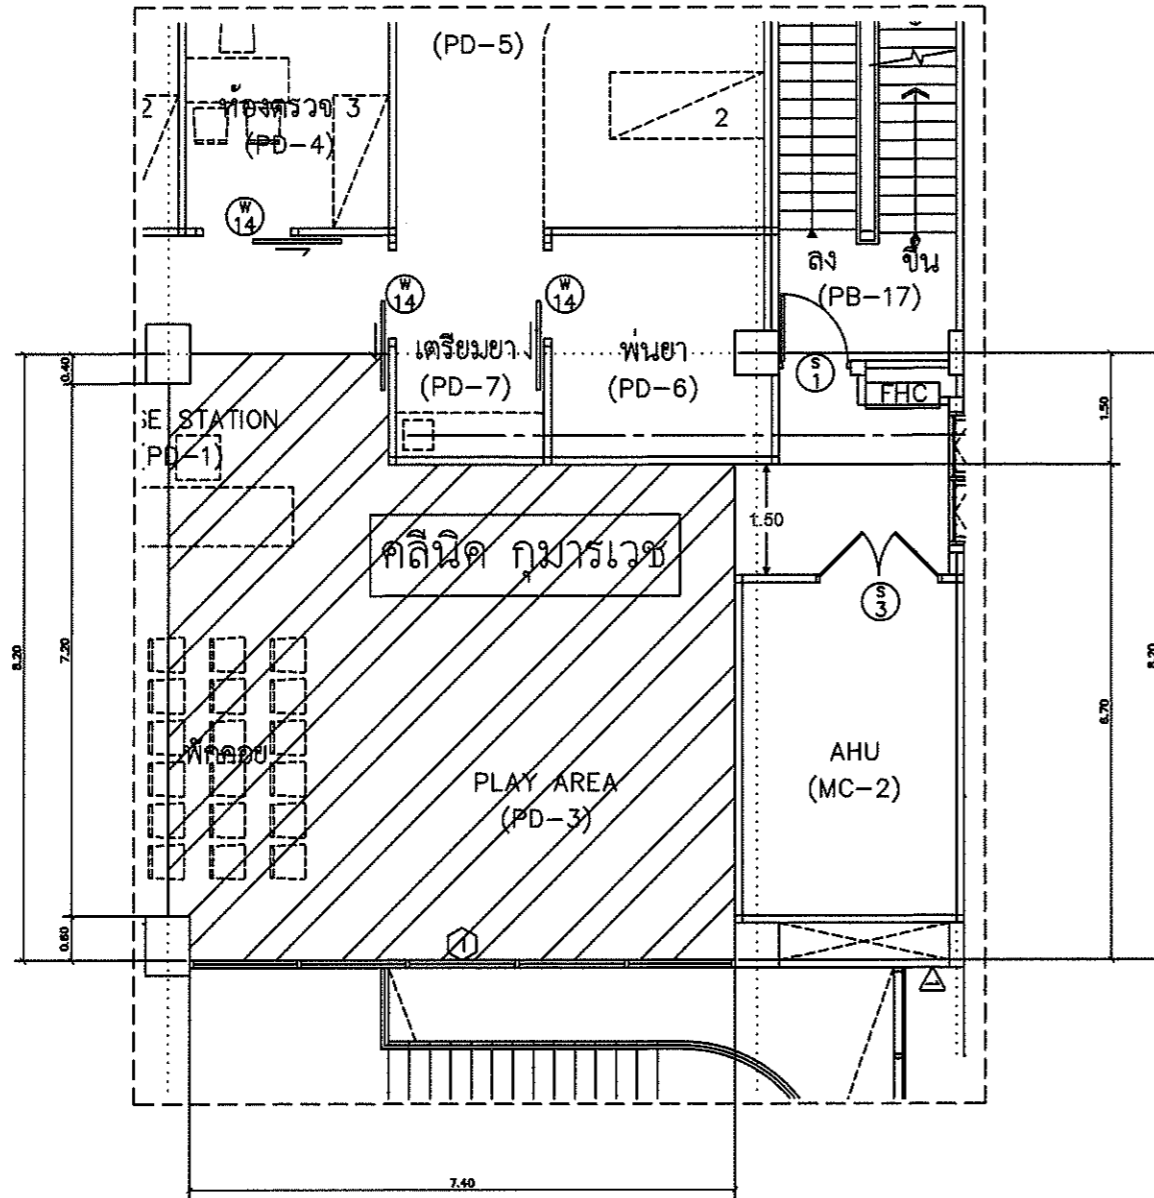 (PD-5)
ห้องตรวจ 3
(PD-4)
2
2
W
14
ลง
ขึ้น
(PB-17)
W
14
W
14
เตรียมยา
(PD-7)
พ่นยา
(PD-6)
S
1
FHC
0.40
1.50
SE STATION
(PD-1)
1.50
คลีนิค กุมารเวช
S
3
8.20
7.20
8.20
6.70
พักคอย
PLAY AREA
(PD-3)
AHU
(MC-2)
0.60
1
1
7.40